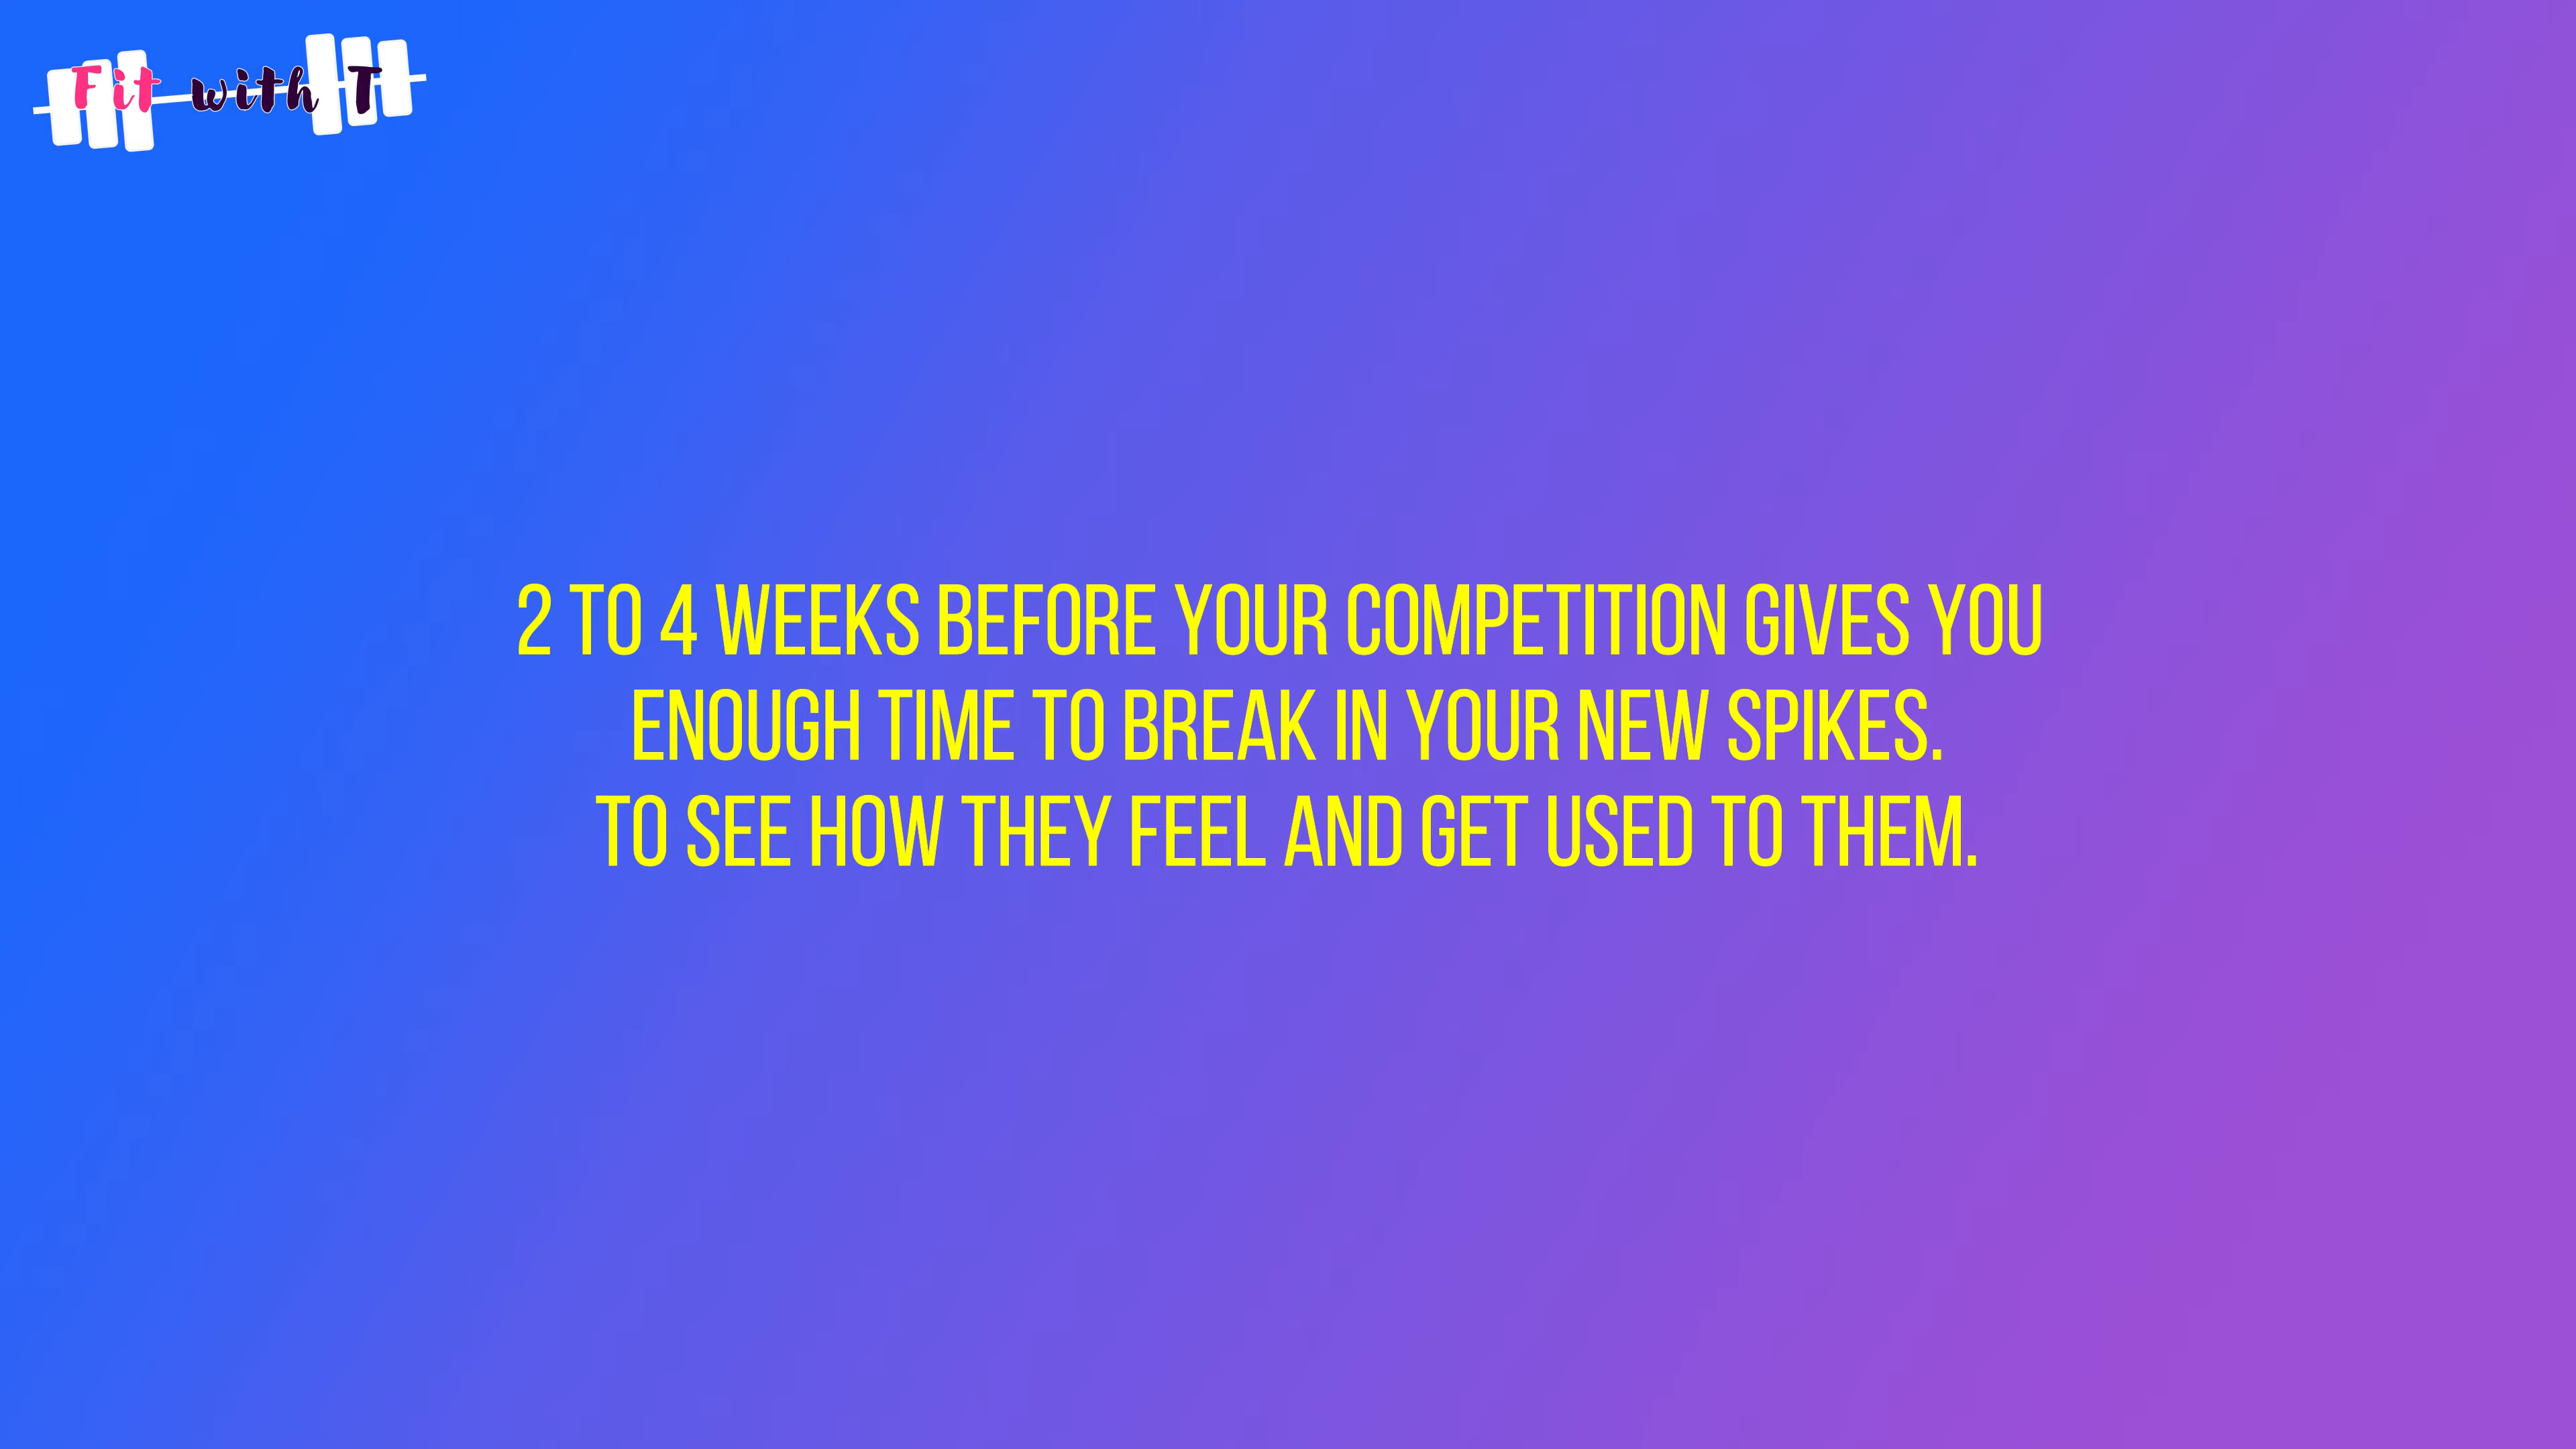 Fit with T
2 TO 4 WEEKS BEFORE YOUR COMPETITION GIVES YOU
ENOUGH TIME TO BREAK IN YOUR NEW SPIKES.
TO SEE HOW THEY FEEL AND GET USED TO THEM.